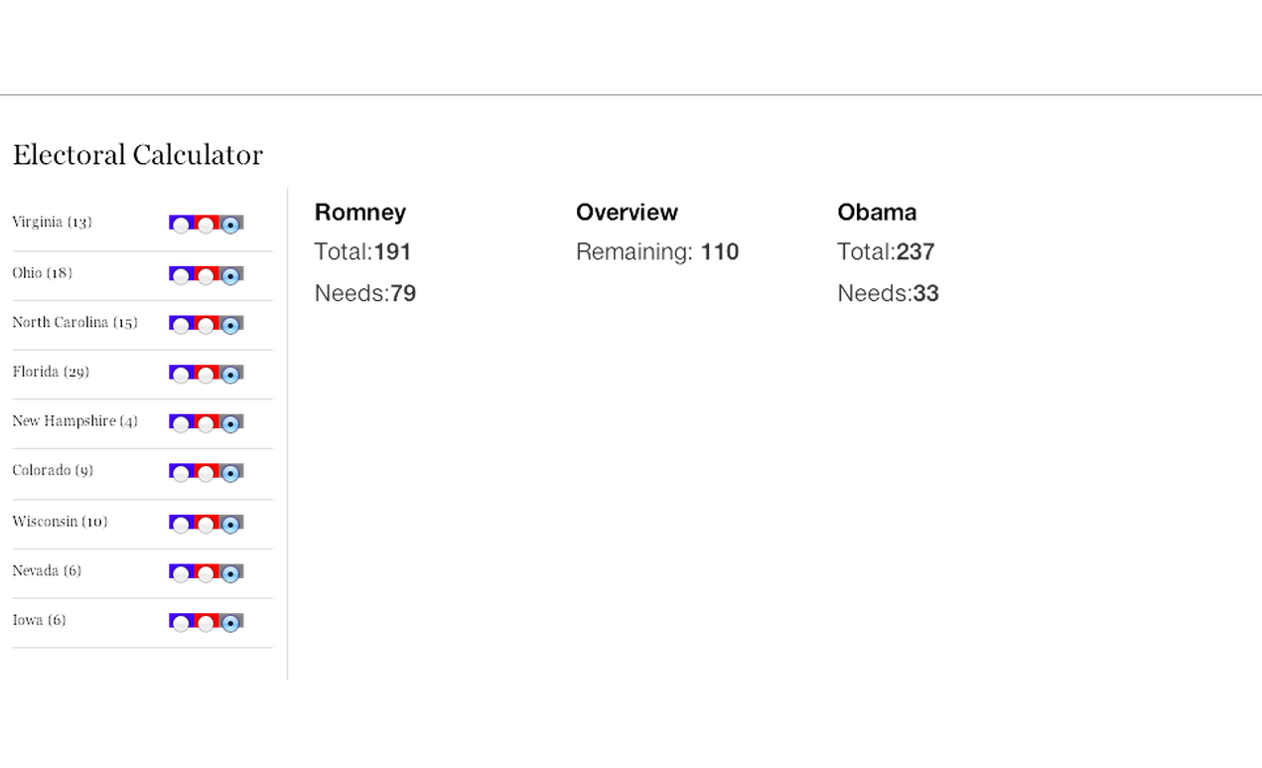 Electoral Calculator
Virginia (13)
Ohio (18)
North Carolina (15)
Florida (29)
New Hampshire (4)
Colorado (9)
Wisconsin (10)
Nevada (6)
Iowa (6)
Romney
Total:191
Needs:79
Overview
Remaining: 110
Obama
Total:237
Needs:33